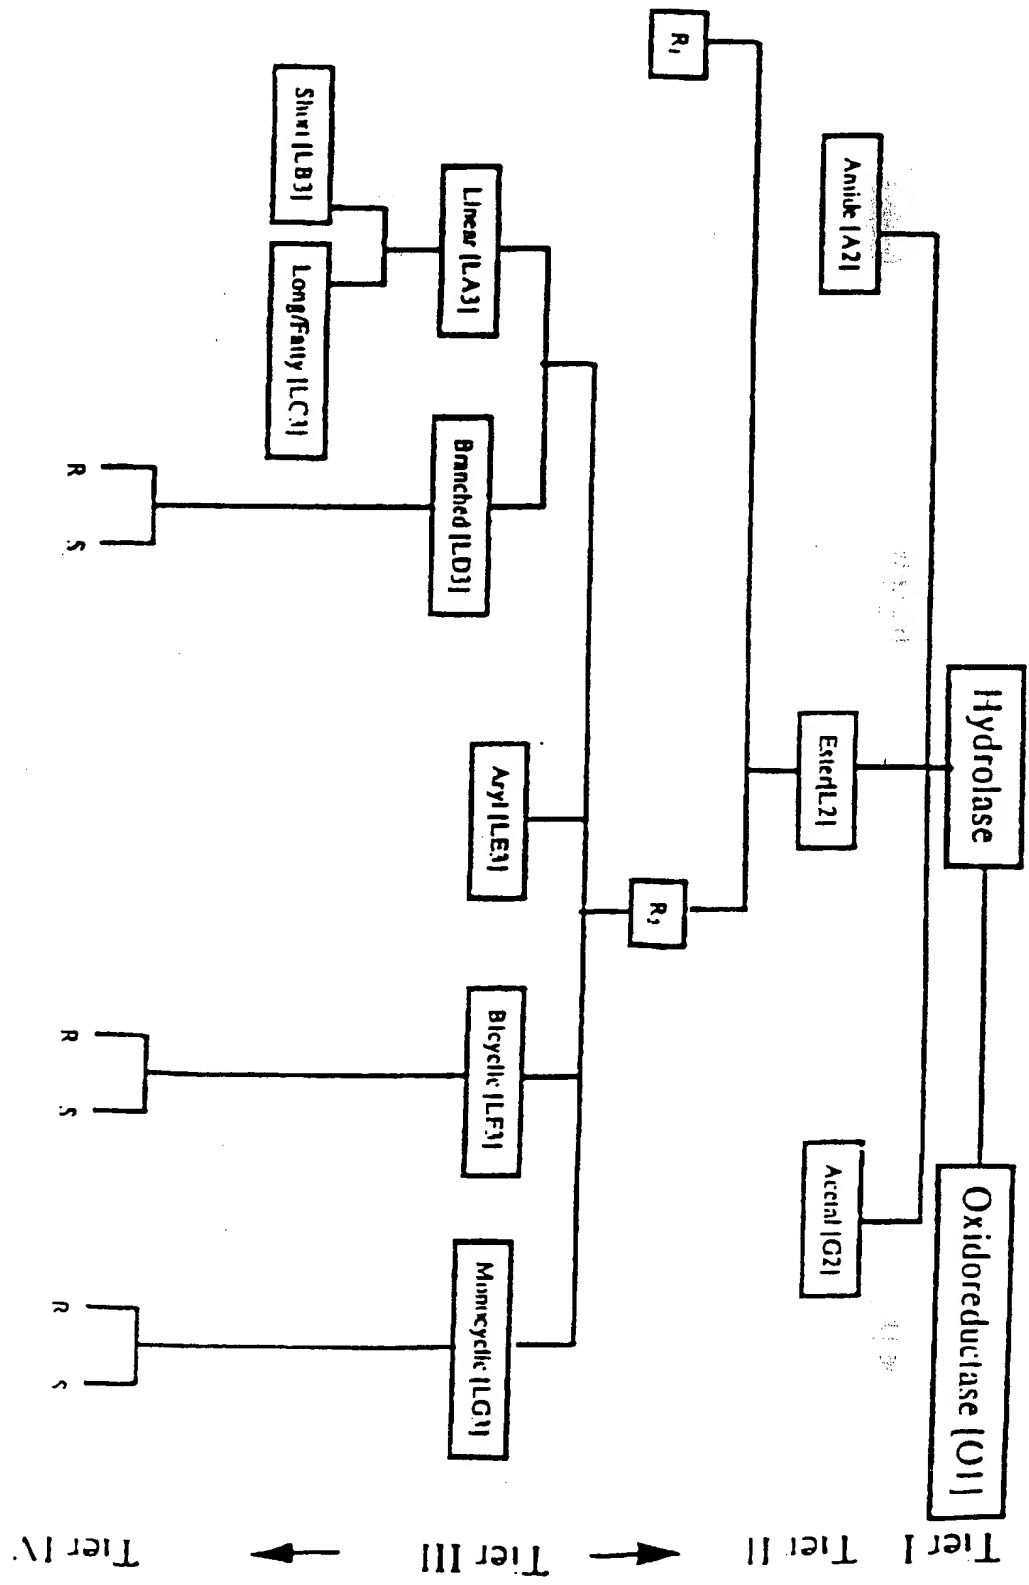 Tier I
Tier II
Tier III
Tier IV
Hydrolase
Oxidoreductase [O1]
Amide [A2]
Ester[L2]
Acetal [G2]
R₁
R₂
Linear [LA3]
Branched [LD3]
Aryl [LE3]
Bicyclic [LF3]
Monocyclic [LG3]
Short [LB3]
Long/Fatty [LC3]
R S
R S
R S